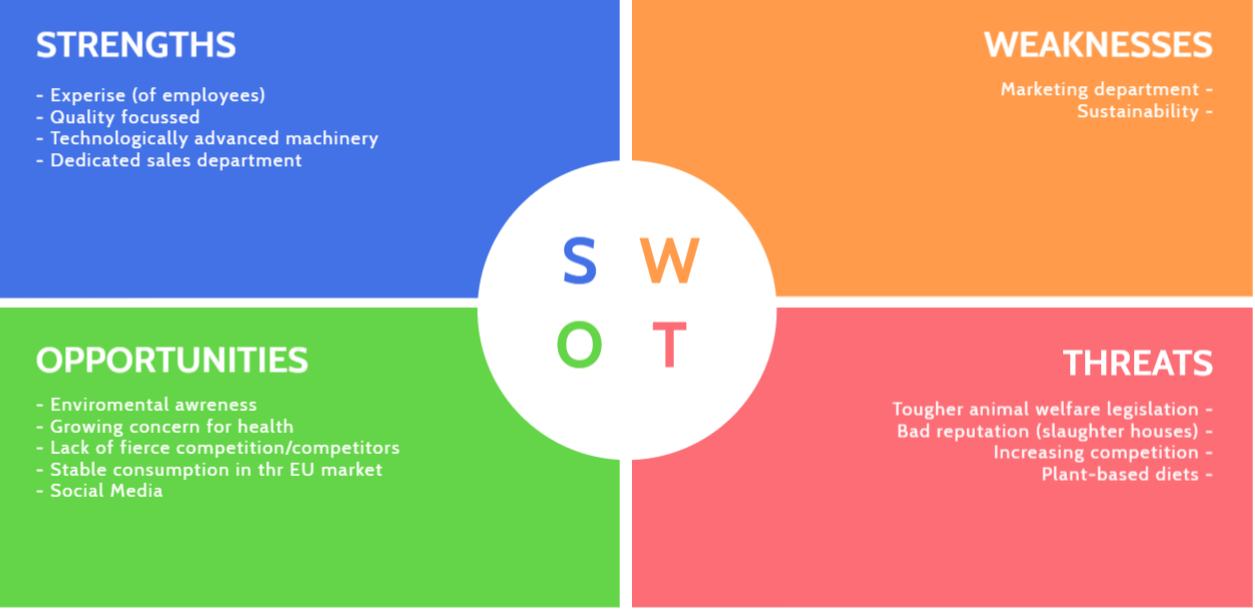 STRENGTHS
- Experise (of employees)
- Quality focussed
- Technologically advanced machinery
- Dedicated sales department
WEAKNESSES
Marketing department -
Sustainability -
S W
O T
OPPORTUNITIES
- Enviromental awreness
- Growing concern for health
- Lack of fierce competition/competitors
- Stable consumption in thr EU market
- Social Media
THREATS
Tougher animal welfare legislation -
Bad reputation (slaughter houses) -
Increasing competition -
Plant-based diets -